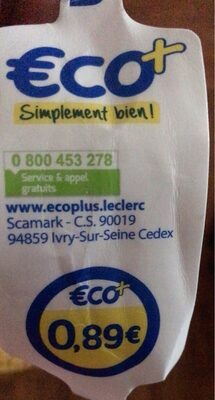 €co+
Simplement bien!
0 800 453 278
Service & appel
gratuits
www.ecoplus.leclerc
Scamark - C.S. 90019
94859 Ivry-Sur-Seine Cedex
€co+
0,89€